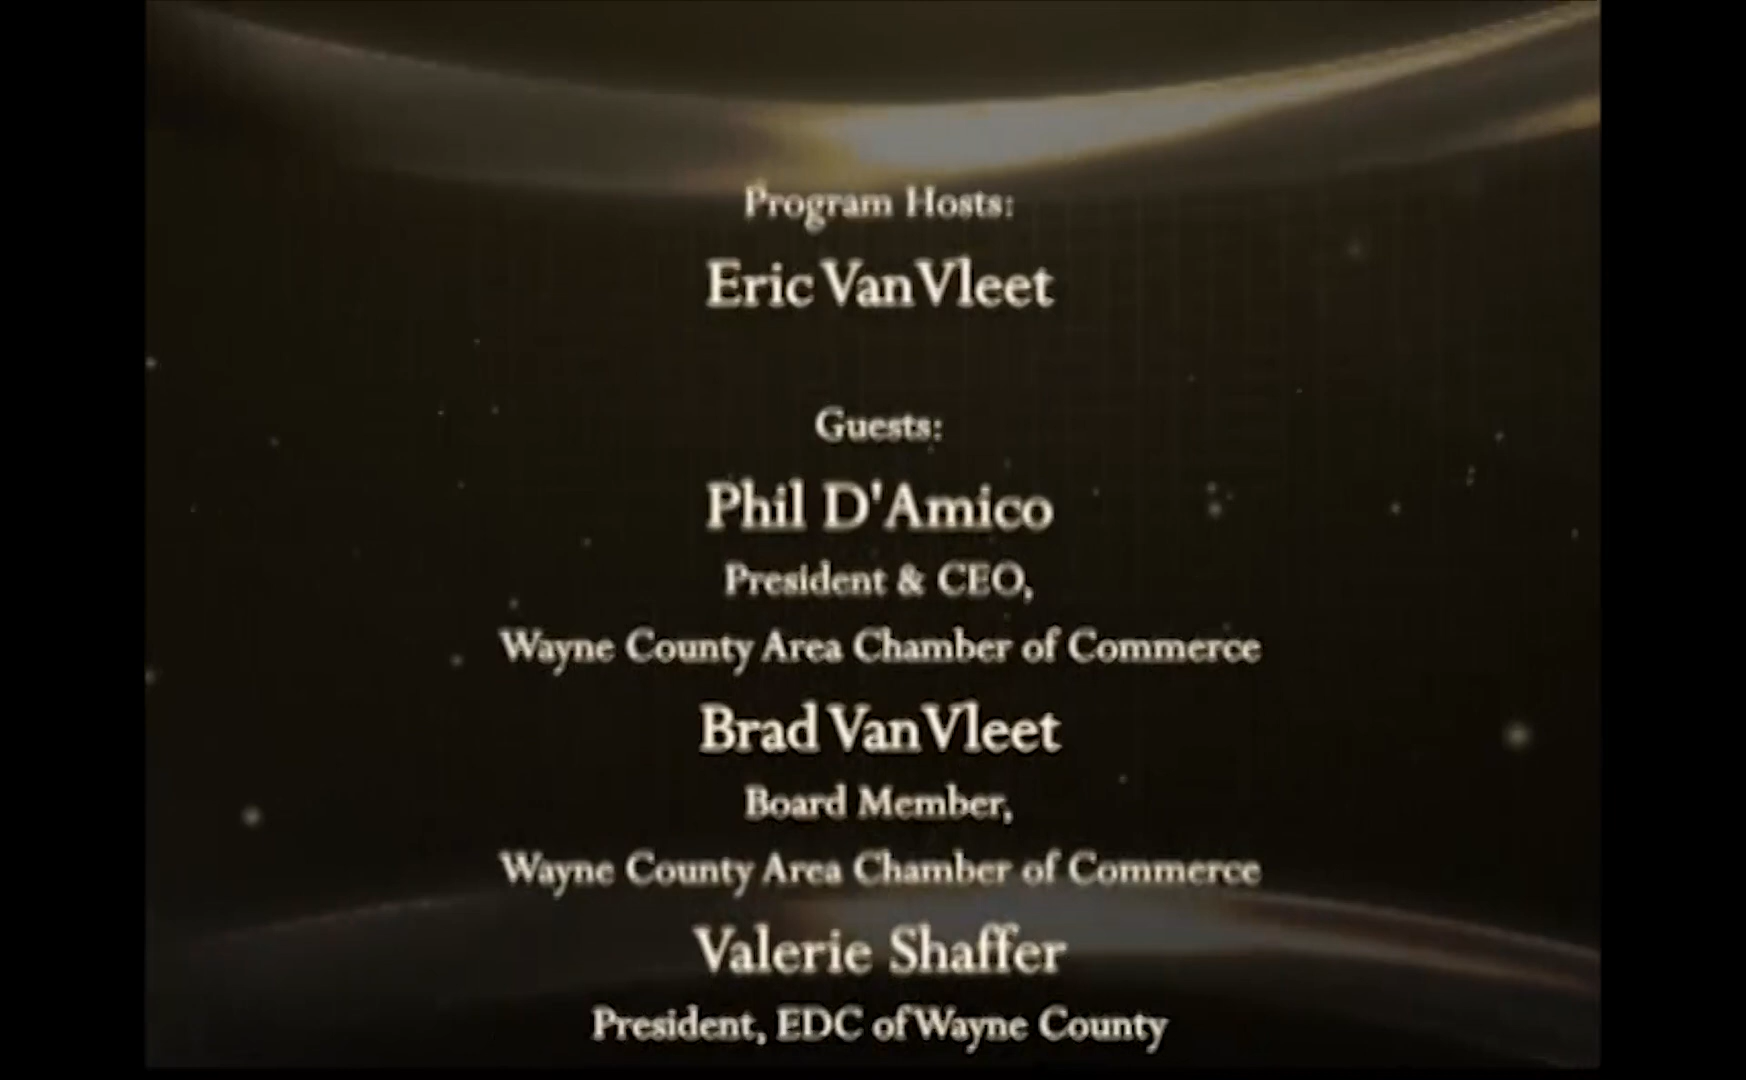 Program Hosts:
Eric VanVleet
Guests:
Phil D'Amico
President & CEO,
Wayne County Area Chamber of Commerce
Brad VanVleet
Board Member,
Wayne County Area Chamber of Commerce
Valerie Shaffer
President, EDC of Wayne County